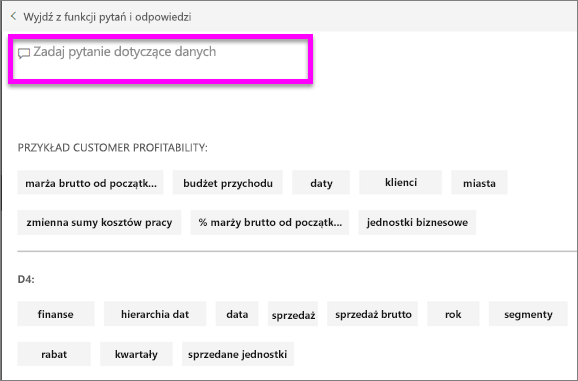 Wyjdź z funkcji pytań i odpowiedzi
Zadaj pytanie dotyczące danych
PRZYKŁAD CUSTOMER PROFITABILITY:
marża brutto od początk... budżet przychodu daty klienci miasta
zmienna sumy kosztów pracy % marży brutto od początk... jednostki biznesowe
D4:
finanse hierarchia dat data sprzedaż sprzedaż brutto rok segmenty
rabat kwartały sprzedane jednostki